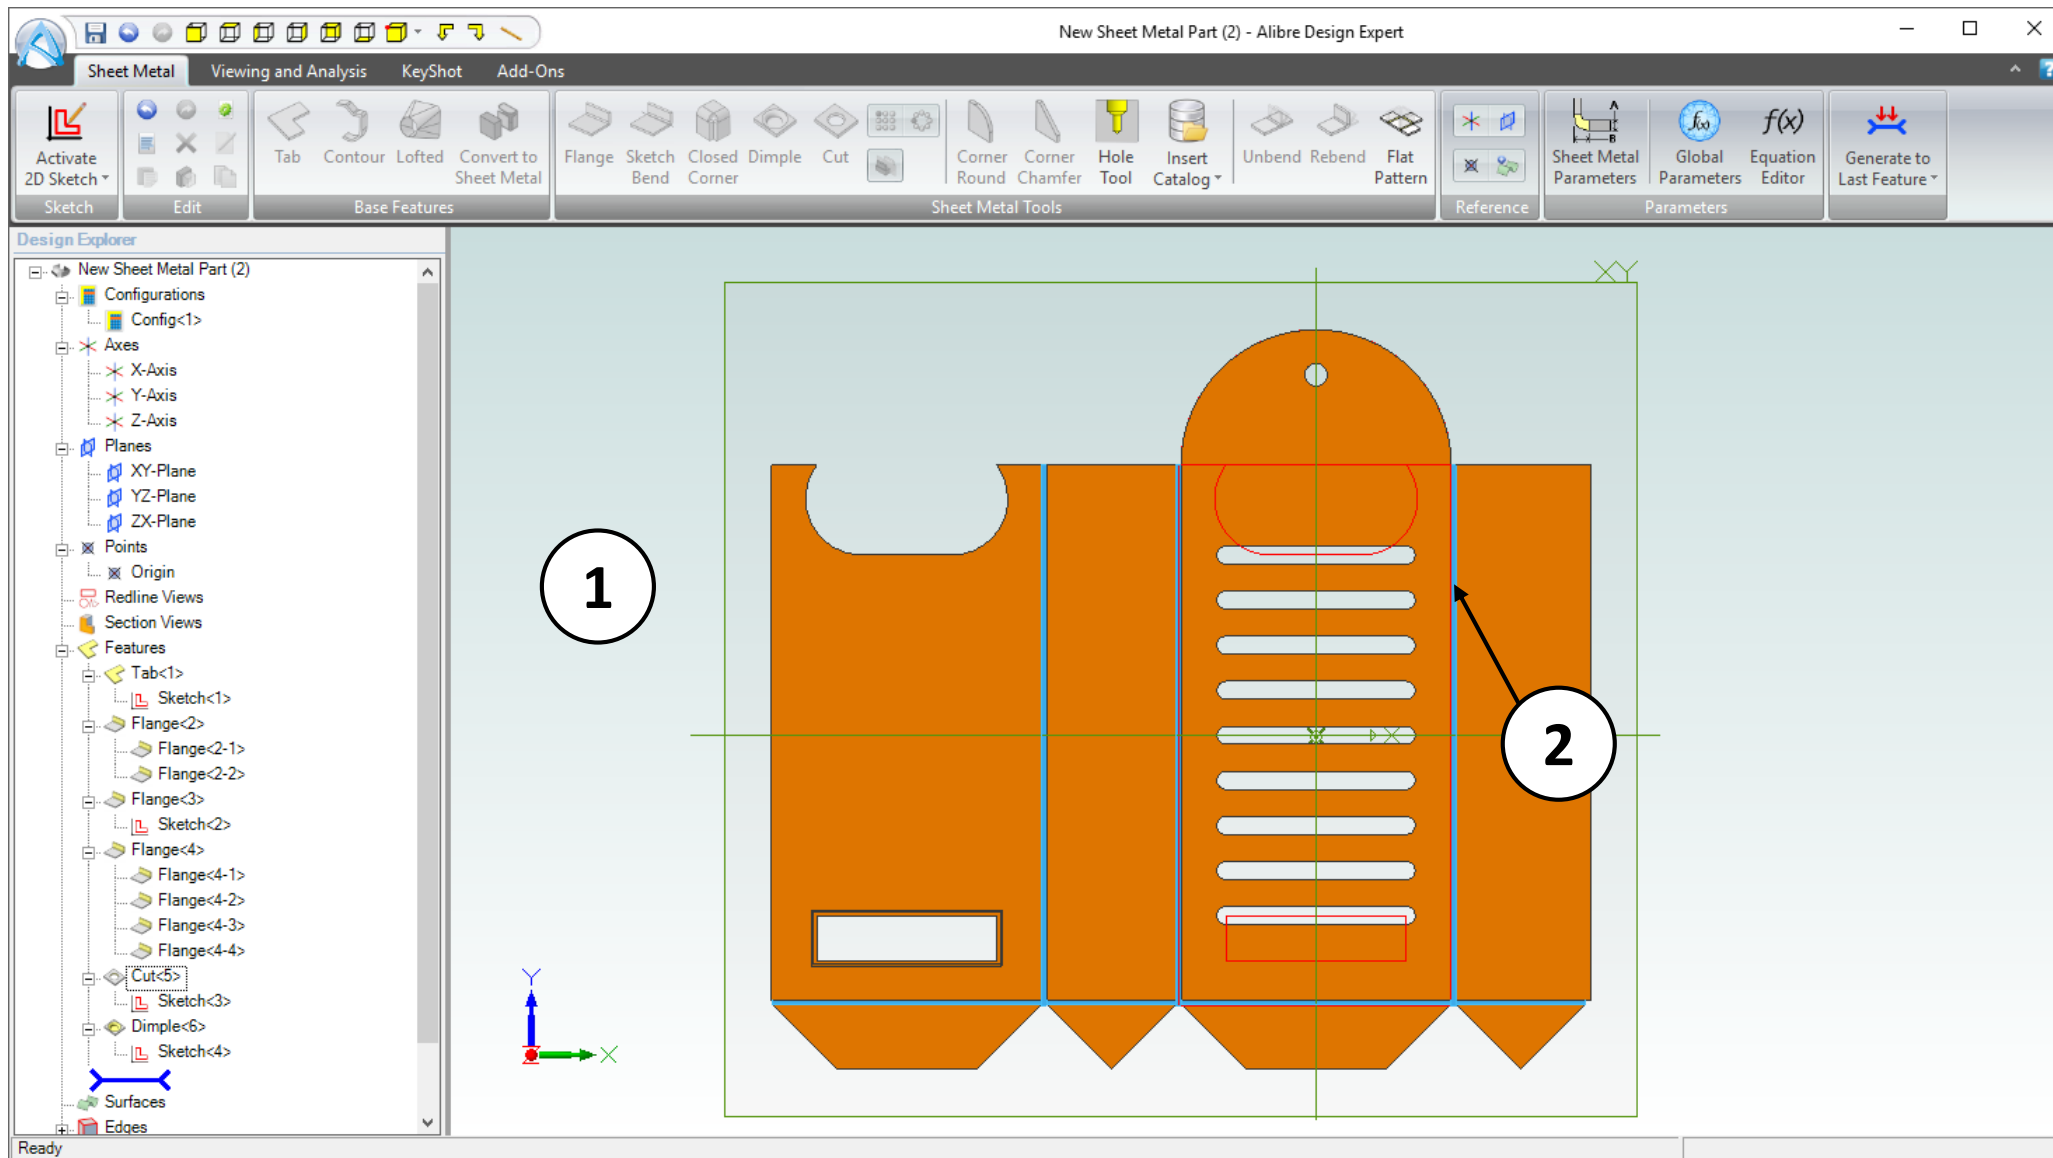 New Sheet Metal Part (2) - Alibre Design Expert
Sheet Metal
Viewing and Analysis
KeyShot
Add-Ons
?
Activate
2D Sketch
Tab
Contour
Lofted
Convert to
Sheet Metal
Flange
Sketch
Bend
Closed
Corner
Dimple
Cut
Corner
Round
Corner
Chamfer
Hole
Tool
Insert
Catalog
Unbend
Rebend
Flat
Pattern
A
B
Sheet Metal
Parameters
f(x)
Global
Parameters
f(x)
Equation
Editor
Generate to
Last Feature
Sketch
Edit
Base Features
Sheet Metal Tools
Reference
Parameters
Design Explorer
New Sheet Metal Part (2)
Configurations
Config<1>
Axes
X-Axis
Y-Axis
Z-Axis
Planes
XY-Plane
YZ-Plane
ZX-Plane
Points
Origin
Redline Views
Section Views
Features
Tab<1>
Sketch<1>
Flange<2>
Flange<2-1>
Flange<2-2>
Flange<3>
Sketch<2>
Flange<4>
Flange<4-1>
Flange<4-2>
Flange<4-3>
Flange<4-4>
Cut<5>
Sketch<3>
Dimple<6>
Sketch<4>
Surfaces
Edges
XY
1
2
X
Y
X
Ready